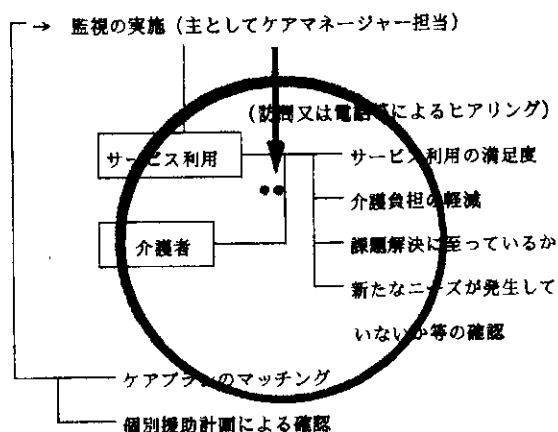 → 監視の実施（主としてケアマネージャー担当）
（訪問又は電話等によるヒアリング）
サービス利用
サービス利用の満足度
介護負担の軽減
介護者
課題解決に至っているか
新たなニーズが発生して
いないか等の確認
ケアプランのマッチング
個別援助計画による確認